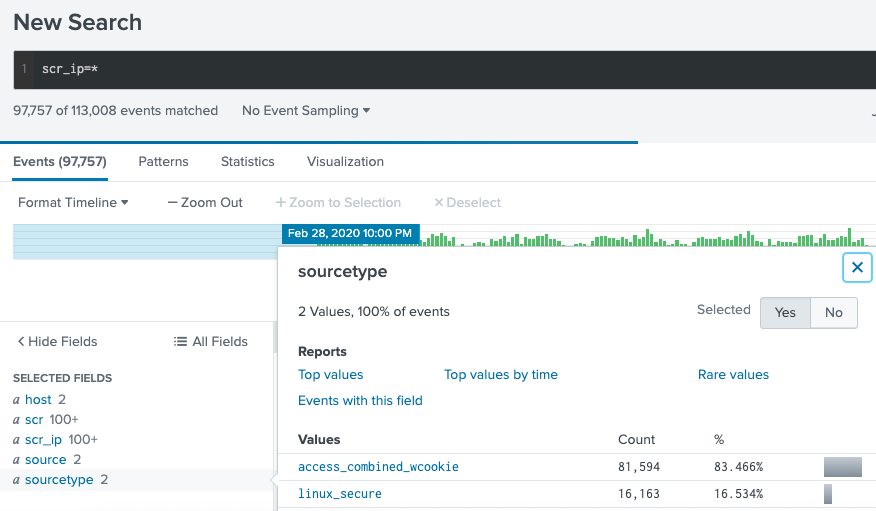 New Search
1 scr_ip=*
97,757 of 113,008 events matched No Event Sampling
Events (97,757) Patterns Statistics Visualization
Format Timeline — Zoom Out + Zoom to Selection × Deselect
Feb 28, 2020 10:00 PM
sourcetype
2 Values, 100% of events Selected Yes No
Reports
Top values Top values by time Rare values
Events with this field
Values Count %
access_combined_wcookie 81,594 83.466%
linux_secure 16,163 16.534%
< Hide Fields All Fields
SELECTED FIELDS
a host 2
a scr 100+
a scr_ip 100+
a source 2
a sourcetype 2